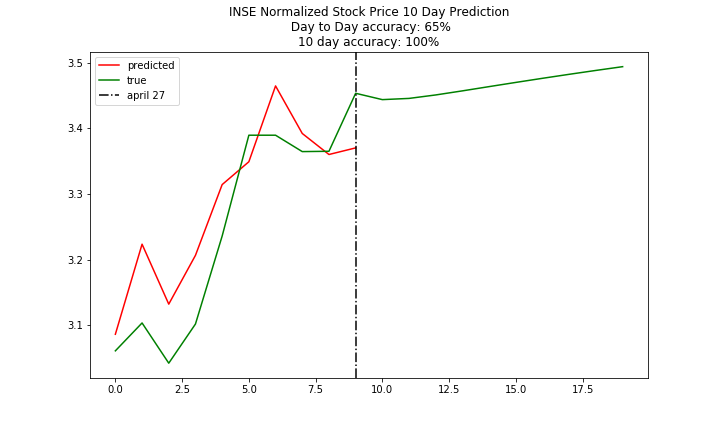 INSE Normalized Stock Price 10 Day Prediction
Day to Day accuracy: 65%
10 day accuracy: 100%
predicted
true
april 27
3.5
3.4
3.3
3.2
3.1
0.0 2.5 5.0 7.5 10.0 12.5 15.0 17.5